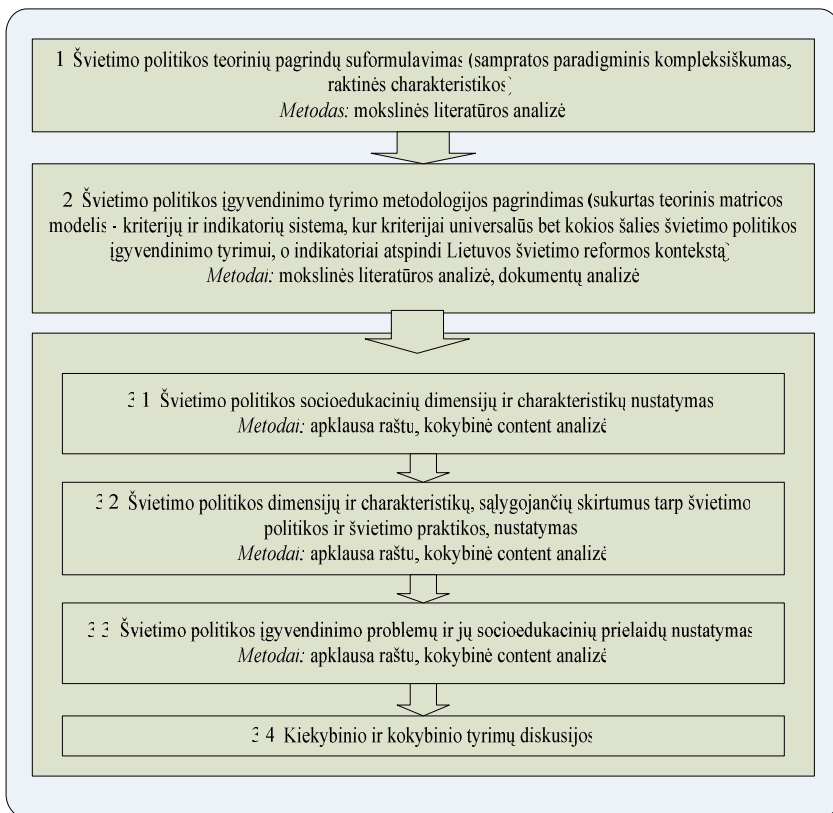 1 Švietimo politikos teorinių pagrindų suformulavimas (sampratos paradigminis kompleksiškumas,
raktinės charakteristikos)
Metodas: mokslinės literatūros analizė
2 Švietimo politikos įgyvendinimo tyrimo metodologijos pagrindimas (sukurtas teorinis matricos
modelis - kriterijų ir indikatorių sistema, kur kriterijai universalūs bet kokios šalies švietimo politikos
įgyvendinimo tyrimui, o indikatoriai atspindi Lietuvos švietimo reformos kontekstą)
Metodai: mokslinės literatūros analizė, dokumentų analizė
3 1 Švietimo politikos socioedukacinių dimensijų ir charakteristikų nustatymas
Metodai: apklausa raštu, kokybinė content analizė
3 2 Švietimo politikos dimensijų ir charakteristikų, sąlygojančių skirtumus tarp švietimo
politikos ir švietimo praktikos, nustatymas
Metodai: apklausa raštu, kokybinė content analizė
3 3 Švietimo politikos įgyvendinimo problemų ir jų socioedukacinių prielaidų nustatymas
Metodai: apklausa raštu, kokybinė content analizė
3 4 Kiekybinio ir kokybinio tyrimų diskusijos